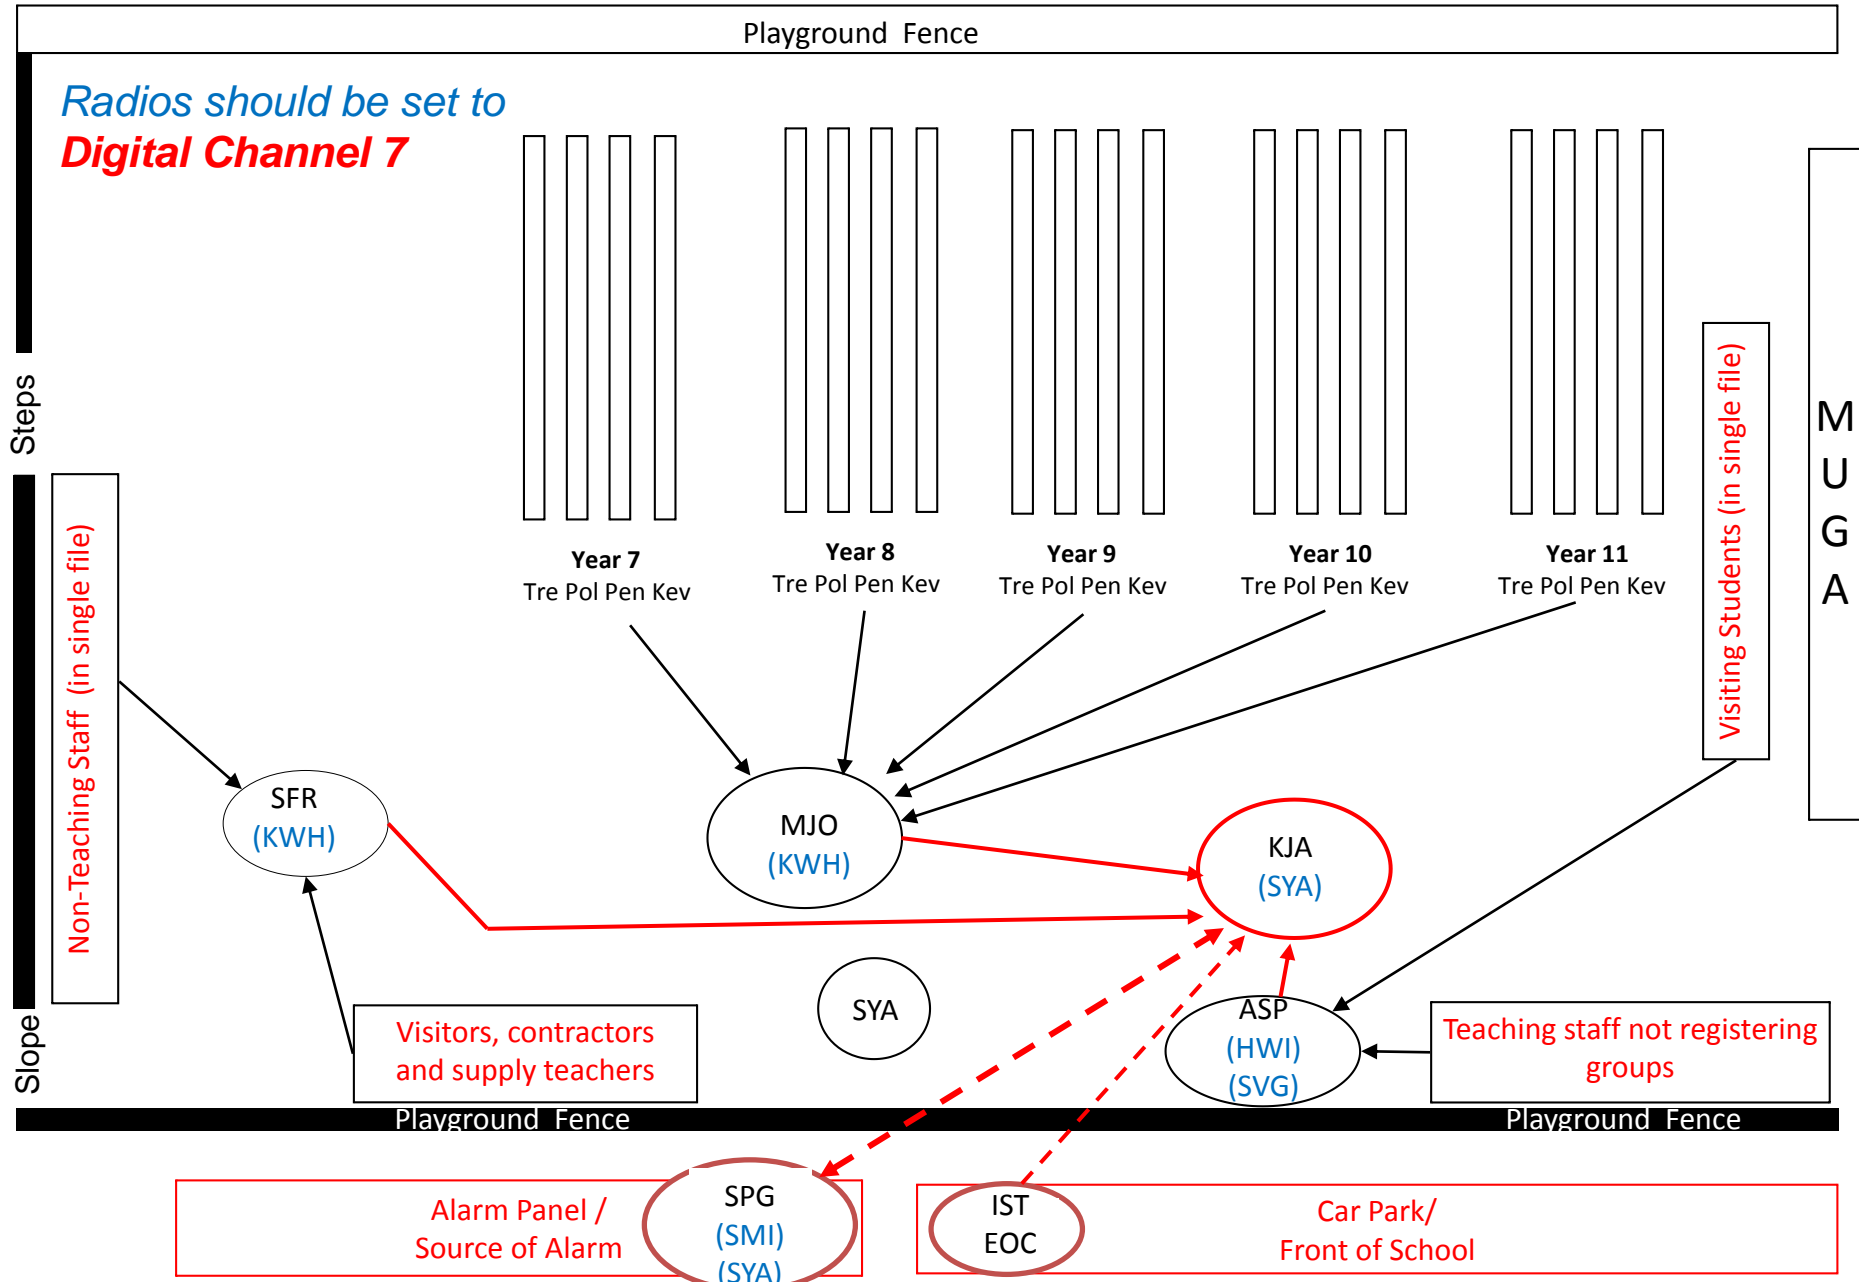 Playground  Fence
Radios should be set to
Digital Channel 7
Steps
Slope
Non-Teaching Staff  (in single file)
Year 7
Tre Pol Pen Kev
Year 8
Tre Pol Pen Kev
Year 9
Tre Pol Pen Kev
Year 10
Tre Pol Pen Kev
Year 11
Tre Pol Pen Kev
Visiting Students (in single file)
M
U
G
A
SFR
(KWH)
MJO
(KWH)
KJA
(SYA)
SYA
ASP
(HWI)
(SVG)
Visitors, contractors
and supply teachers
Teaching staff not registering
groups
Playground  Fence
Playground  Fence
Alarm Panel /
Source of Alarm
SPG
(SMI)
(SYA)
IST
EOC
Car Park/
Front of School